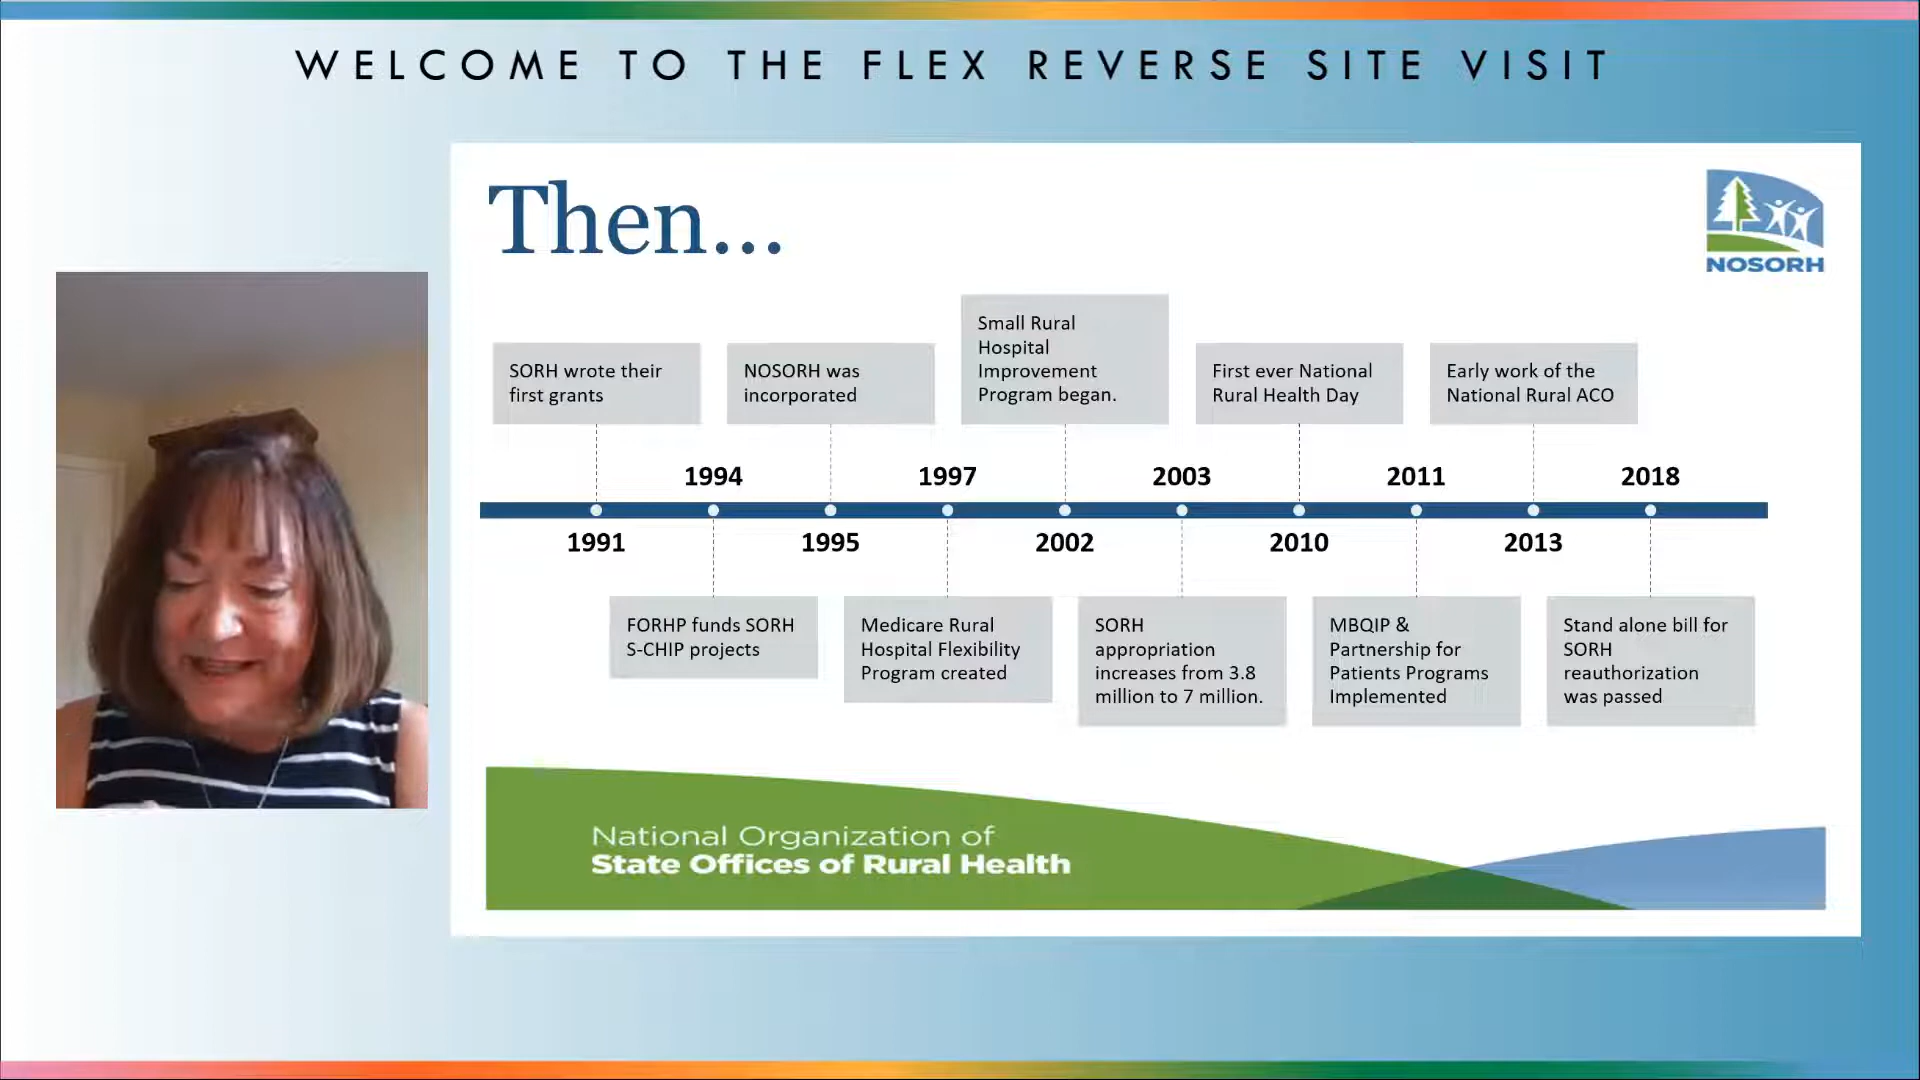 WELCOME TO THE FLEX REVERSE SITE VISIT
Then...
NOSORH
SORH wrote their
first grants
NOSORH was
incorporated
Small Rural
Hospital
Improvement
Program began.
First ever National
Rural Health Day
Early work of the
National Rural ACO
1994
1997
2003
2011
2018
1991
1995
2002
2010
2013
FORHP funds SORH
S-CHIP projects
Medicare Rural
Hospital Flexibility
Program created
SORH
appropriation
increases from 3.8
million to 7 million.
MBQIP &
Partnership for
Patients Programs
Implemented
Stand alone bill for
SORH
reauthorization
was passed
National Organization of
State Offices of Rural Health